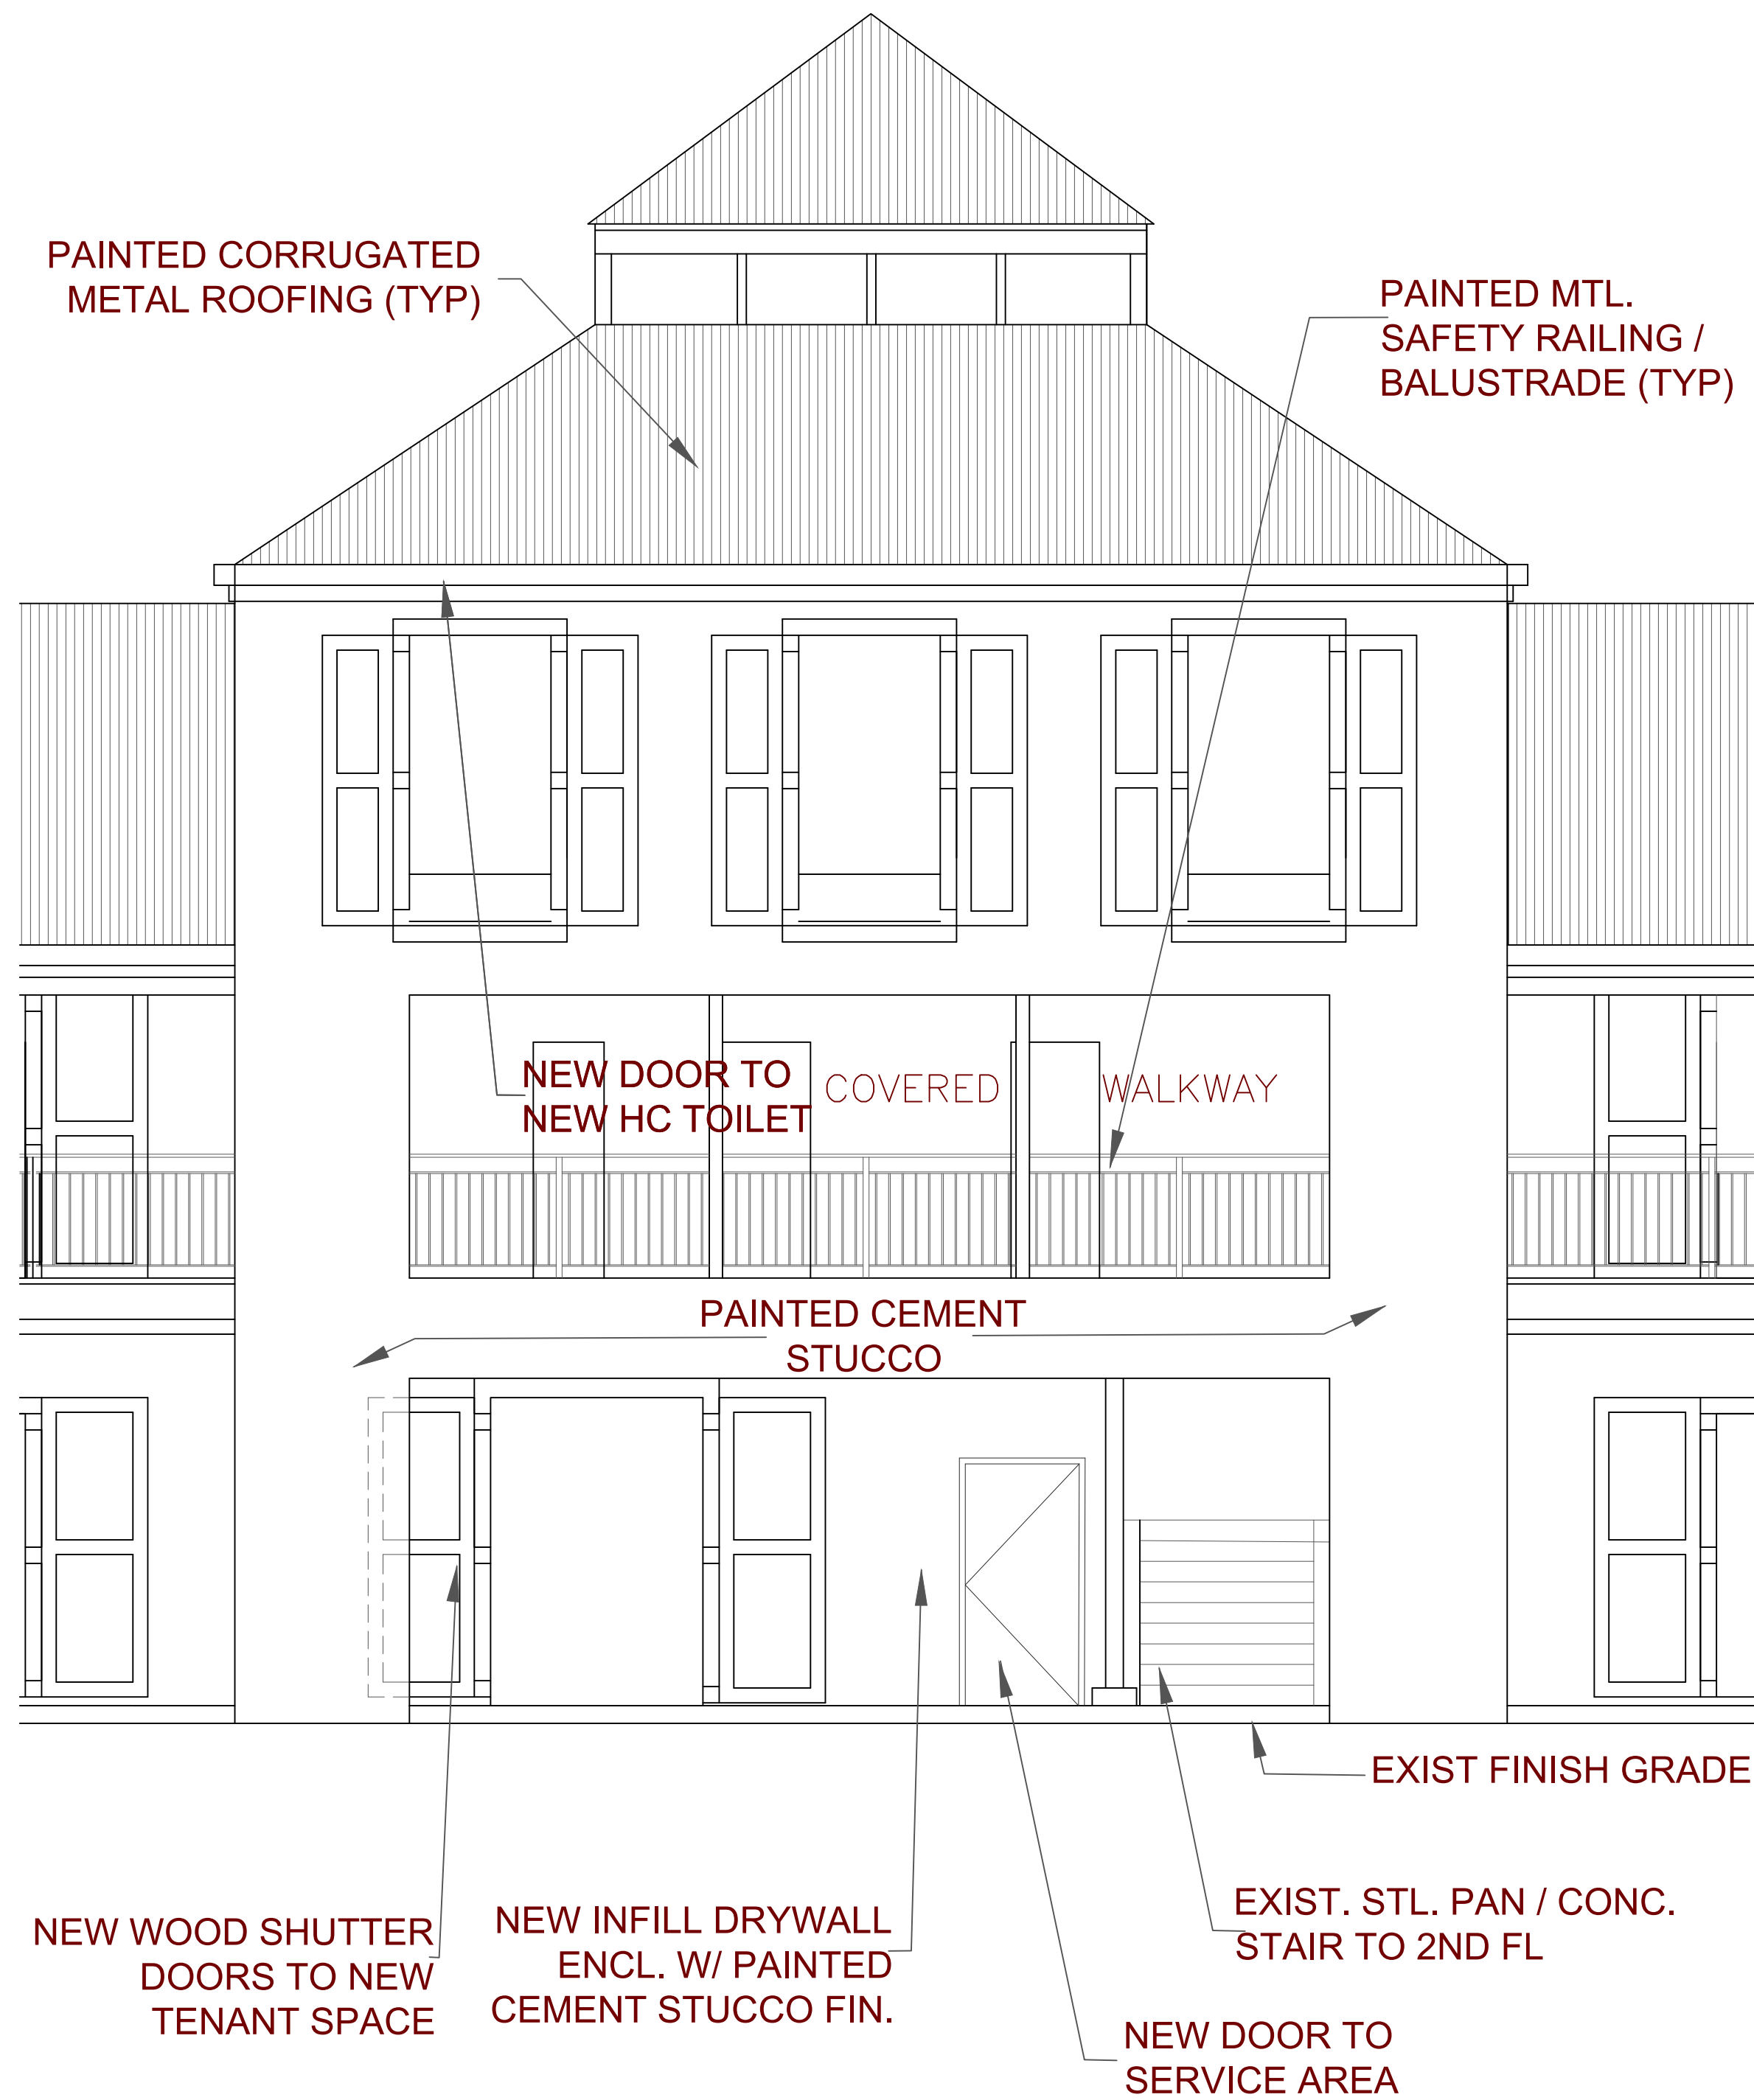 PAINTED CORRUGATED
METAL ROOFING (TYP)
PAINTED MTL.
SAFETY RAILING /
BALUSTRADE (TYP)
NEW DOOR TO
NEW HC TOILET
COVERED WALKWAY
PAINTED CEMENT
STUCCO
EXIST FINISH GRADE
NEW WOOD SHUTTER
DOORS TO NEW
TENANT SPACE
NEW INFILL DRYWALL
ENCL. W/ PAINTED
CEMENT STUCCO FIN.
EXIST. STL. PAN / CONC.
STAIR TO 2ND FL
NEW DOOR TO
SERVICE AREA